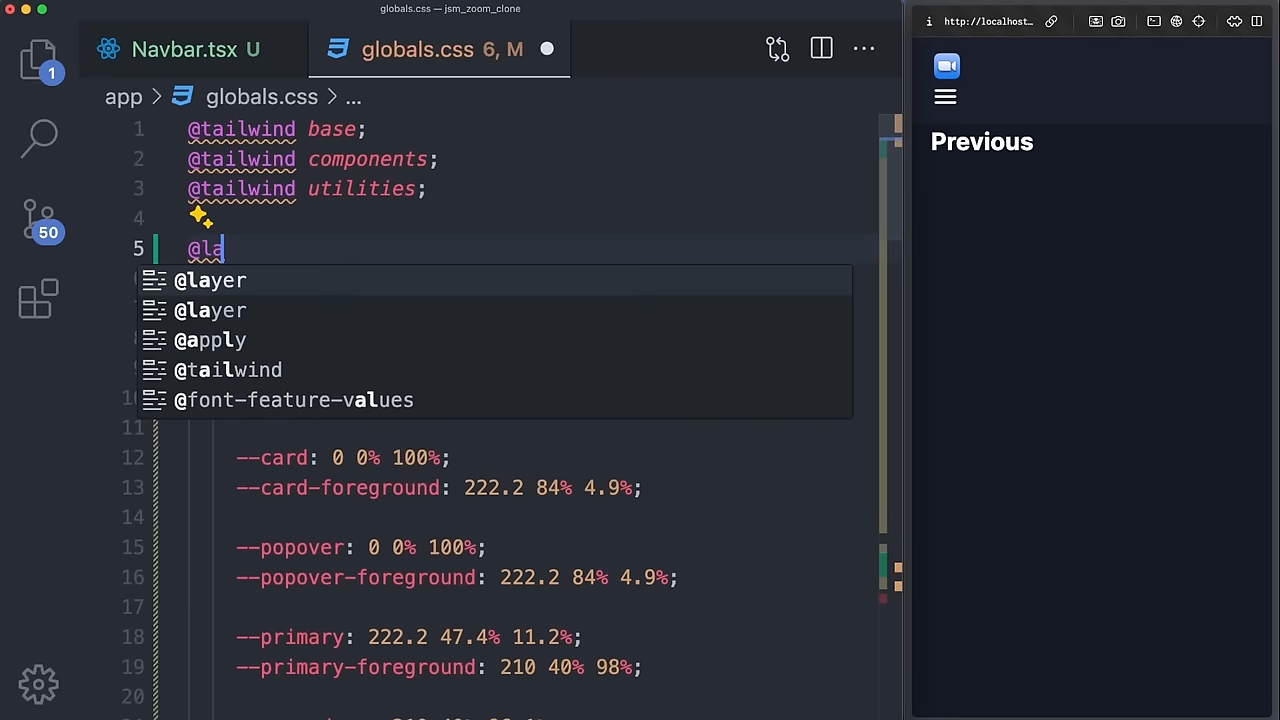 globals.css — jsm_zoom_clone
Navbar.tsx U
globals.css 6, M
http://localhost...
1
app > globals.css > ...
1 @tailwind base;
2 @tailwind components;
3 @tailwind utilities;
4
50
5 @la
@layer
@layer
@apply
@tailwind
@font-feature-values
11
12 --card: 0 0% 100%;
13 --card-foreground: 222.2 84% 4.9%;
14
15 --popover: 0 0% 100%;
16 --popover-foreground: 222.2 84% 4.9%;
17
18 --primary: 222.2 47.4% 11.2%;
19 --primary-foreground: 210 40% 98%;
20
Previous